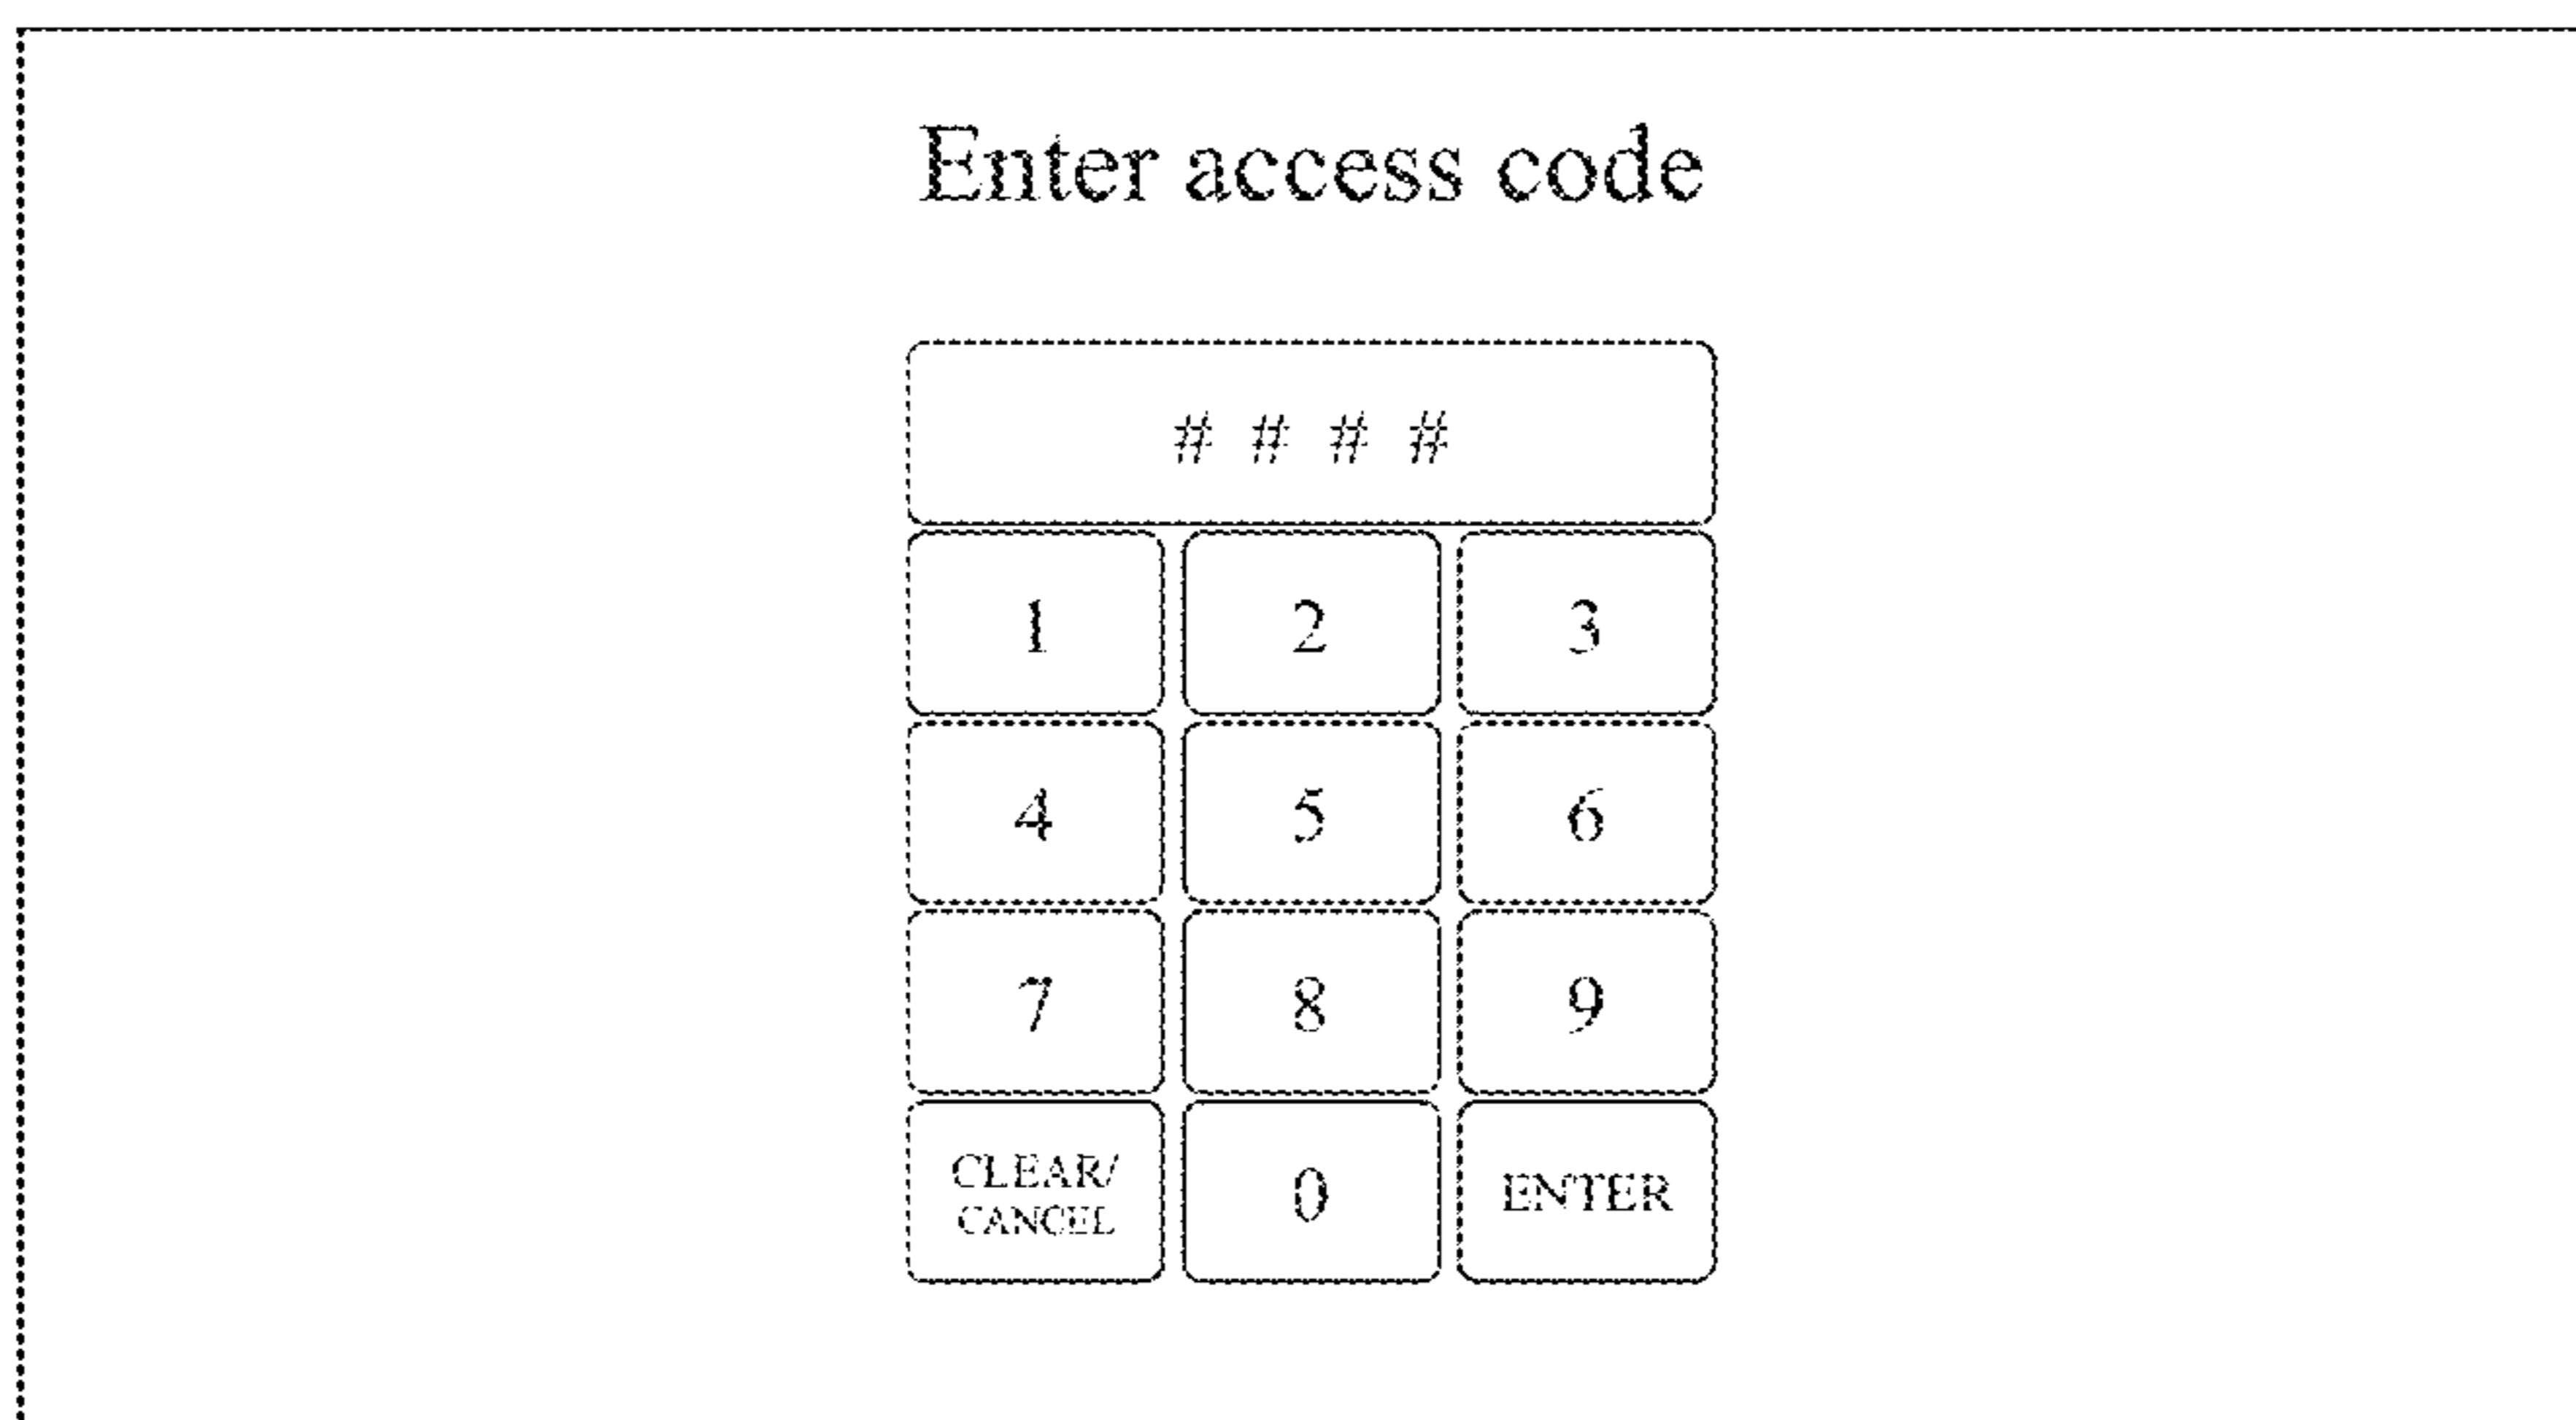 Enter access code
# # # #
1 2 3
4 5 6
7 8 9
CLEAR/
CANCEL
0
ENTER